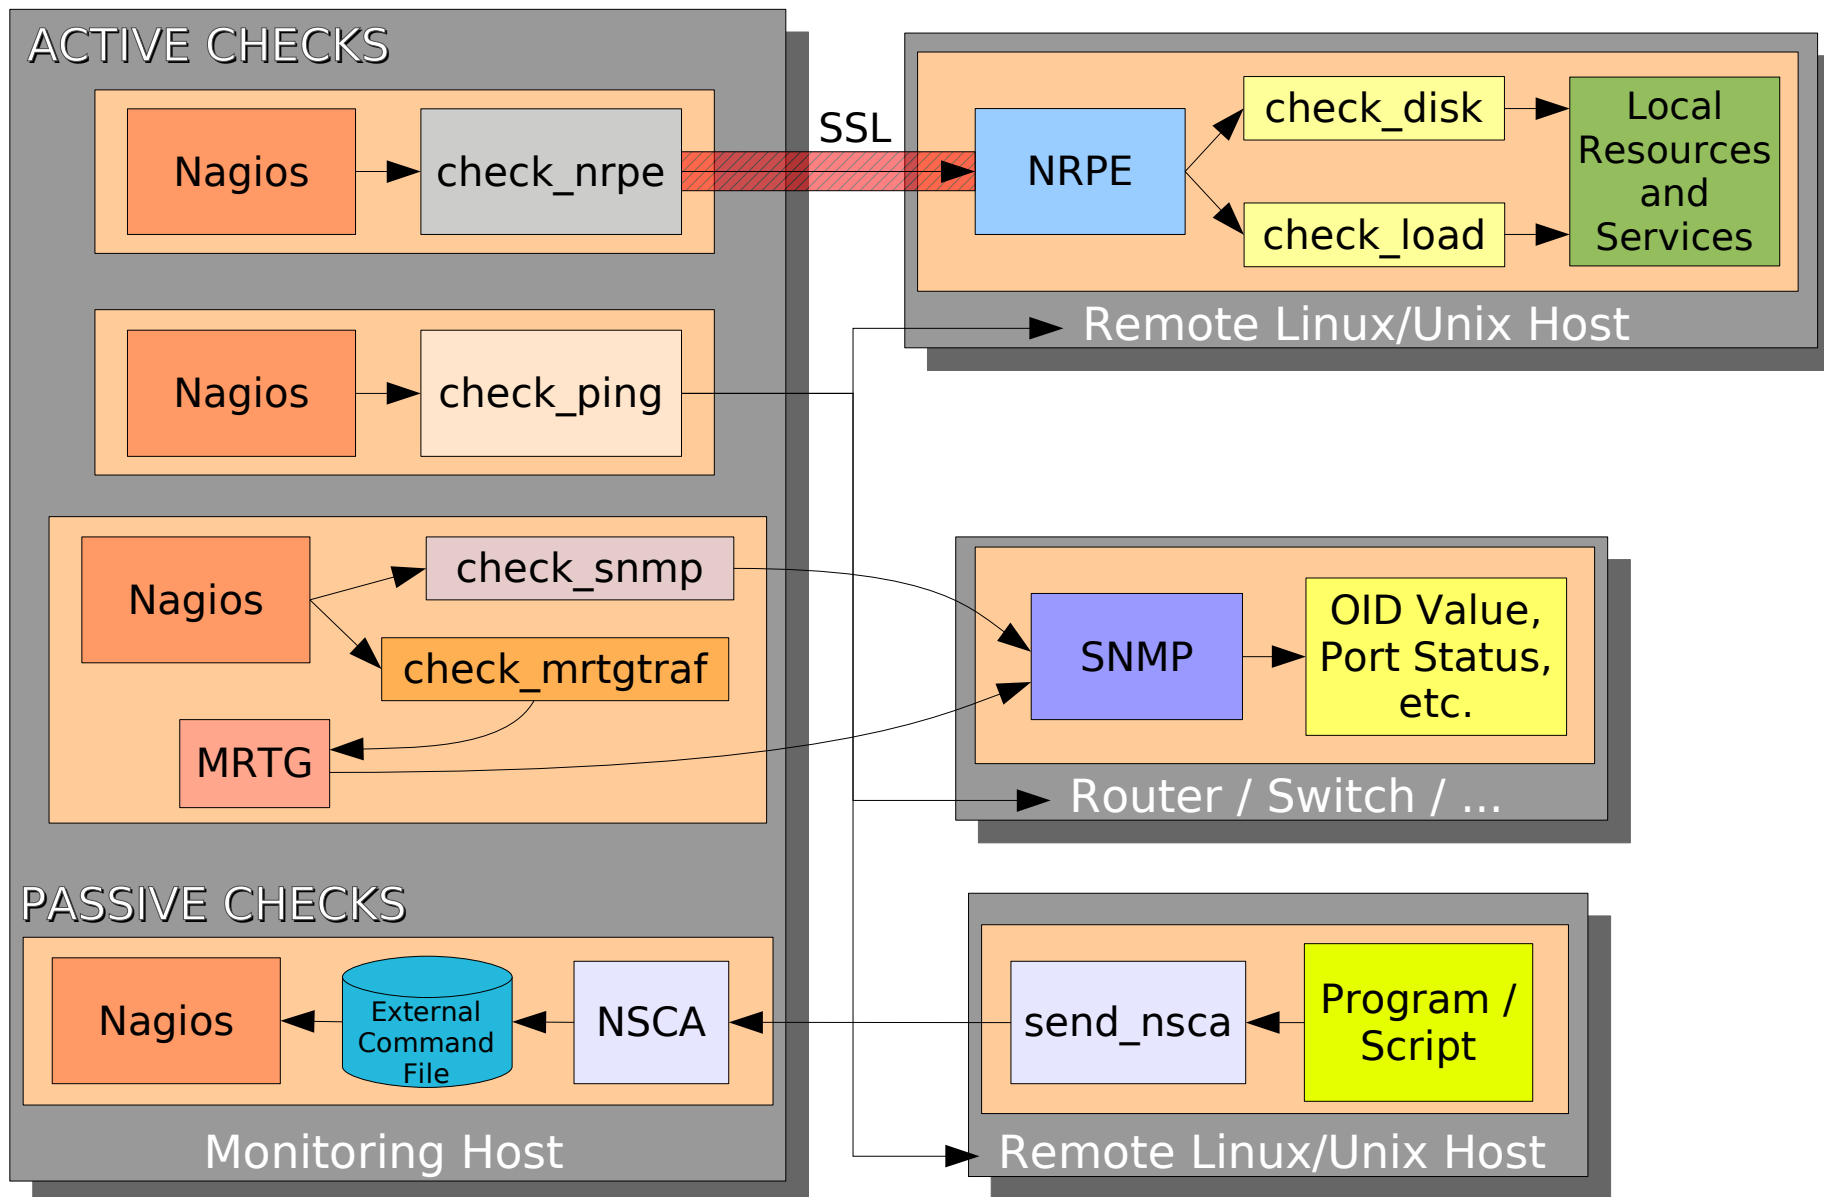 ACTIVE CHECKS
Nagios
check_nrpe
SSL
NRPE
check_disk
check_load
Local
Resources
and
Services
Remote Linux/Unix Host
Nagios
check_ping
Nagios
check_snmp
check_mrtgtraf
MRTG
SNMP
OID Value,
Port Status,
etc.
Router / Switch / ...
PASSIVE CHECKS
Nagios
External
Command
File
NSCA
send_nsca
Program /
Script
Monitoring Host
Remote Linux/Unix Host